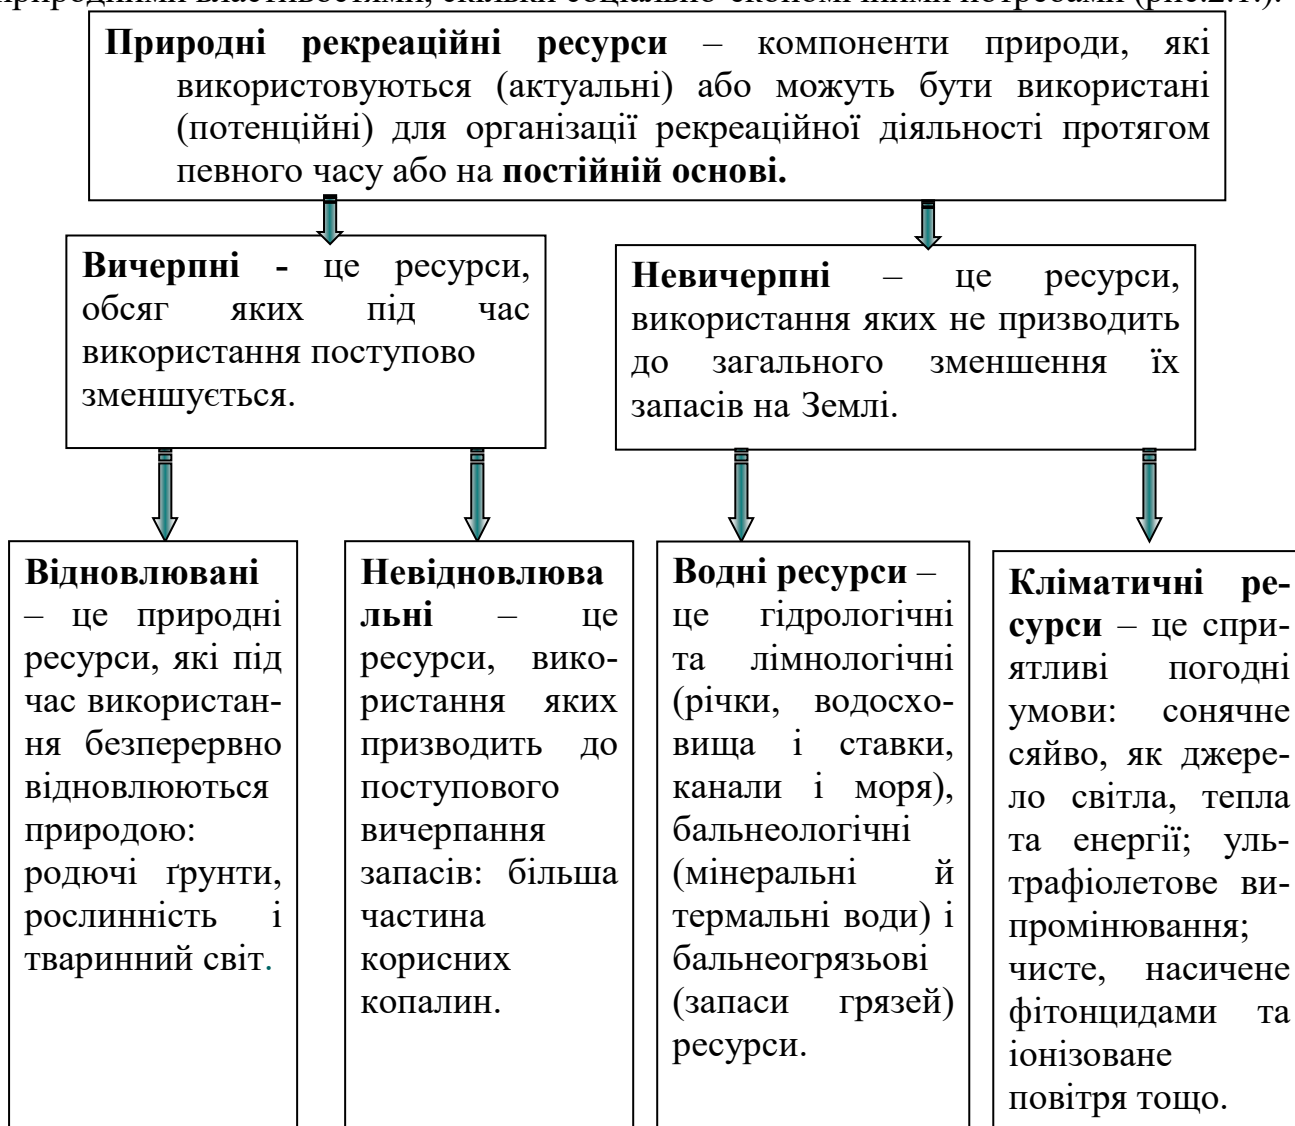 природними властивостями, скільки соціально-економічними потребами (рис.2.1.).
Природні рекреаційні ресурси – компоненти природи, які
використовуються (актуальні) або можуть бути використані
(потенційні) для організації рекреаційної діяльності протягом
певного часу або на постійній основі.
Вичерпні - це ресурси,
обсяг яких під час
використання поступово
зменшується.
Невичерпні – це ресурси,
використання яких не призводить
до загального зменшення їх
запасів на Землі.
Відновлювані
– це природні
ресурси, які під
час використан-
ня безперервно
відновлюються
природою:
родючі ґрунти,
рослинність і
тваринний світ.
Невідновлюва
льні – це
ресурси, вико-
ристання яких
призводить до
поступового
вичерпання
запасів: більша
частина
корисних
копалин.
Водні ресурси –
це гідрологічні
та лімнологічні
(річки, водосхо-
вища і ставки,
канали і моря),
бальнеологічні
(мінеральні й
термальні води) і
бальнеогрязьові
(запаси грязей)
ресурси.
Кліматичні ре-
сурси – це спри-
ятливі погодні
умови: сонячне
сяйво, як джере-
ло світла, тепла
та енергії; уль-
трафіолетове ви-
промінювання;
чисте, насичене
фітонцидами та
іонізоване
повітря тощо.